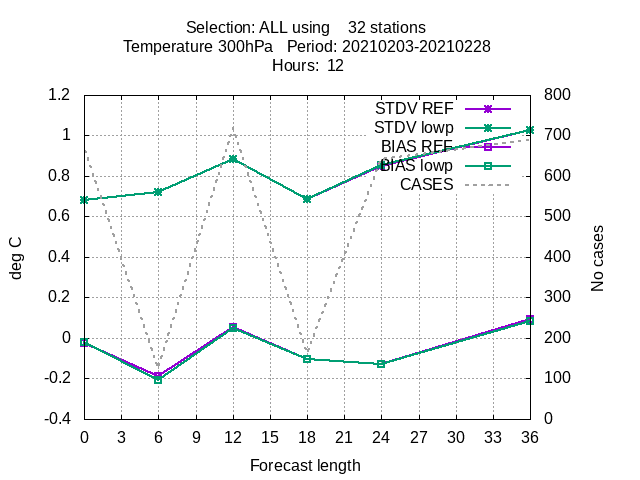 Selection: ALL using    32 stations
Temperature 300hPa   Period: 20210203-20210228
Hours:  12
1.2
1
0.8
0.6
0.4
0.2
0
-0.2
-0.4
deg C
STDV REF
STDV lowp
BIAS REF
BIAS lowp
CASES
800
700
600
500
400
300
200
100
0
No cases
0 3 6 9 12 15 18 21 24 27 30 33 36
Forecast length